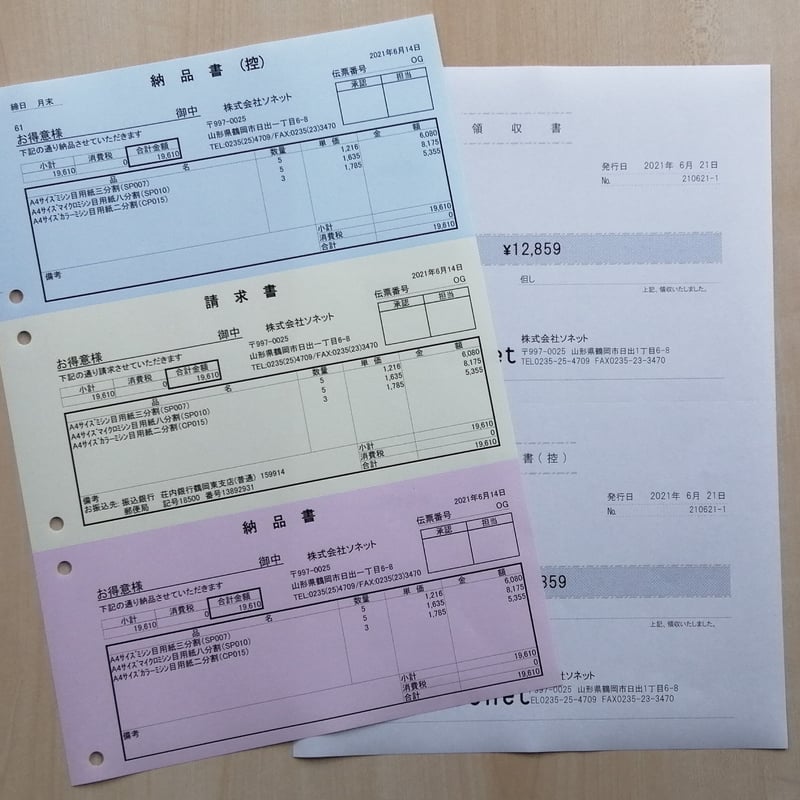 納品書 (控)
2021年6月14日
伝票番号 OG
締日 月末
承認 担当
61
お得意様 御中
株式会社ソネット
〒997-0025
山形県鶴岡市日出一丁目6-8
TEL:0235(25)4709/FAX:0235(23)3470
下記の通り納品させていただきます
小計 消費税 合計金額
19,610 0 19,610
品 名 数量 単価 金 額
A4サイズミシン目用紙三分割(SP007) 5 1,216 6,080
A4サイズマイクロミシン目用紙八分割(SP010) 5 1,635 8,175
A4サイズカラーミシン目用紙二分割(CP015) 3 1,785 5,355
小計 19,610
消費税 0
合計 19,610
備考
請求書
2021年6月14日
伝票番号 OG
承認 担当
お得意様 御中
株式会社ソネット
〒997-0025
山形県鶴岡市日出一丁目6-8
TEL:0235(25)4709/FAX:0235(23)3470
下記の通り請求させていただきます
小計 消費税 合計金額
19,610 0 19,610
品 名 数量 単価 金 額
A4サイズミシン目用紙三分割(SP007) 5 1,216 6,080
A4サイズマイクロミシン目用紙八分割(SP010) 5 1,635 8,175
A4サイズカラーミシン目用紙二分割(CP015) 3 1,785 5,355
小計 19,610
消費税 0
合計 19,610
備考
お振込先: 振込銀行 荘内銀行鶴岡東支店(普通) 159914
郵便局 記号18500 番号13892931
納品書
2021年6月14日
伝票番号 OG
承認 担当
お得意様 御中
株式会社ソネット
〒997-0025
山形県鶴岡市日出一丁目6-8
TEL:0235(25)4709/FAX:0235(23)3470
下記の通り納品させていただきます
小計 消費税 合計金額
19,610 0 19,610
品 名 数量 単価 金 額
A4サイズミシン目用紙三分割(SP007) 5 1,216 6,080
A4サイズマイクロミシン目用紙八分割(SP010) 5 1,635 8,175
A4サイズカラーミシン目用紙二分割(CP015) 3 1,785 5,355
小計 19,610
消費税 0
合計 19,610
備考
領収書
発行日 2021年 6月 21日
No. 210621-1
¥12,859
但し
上記、領収いたしました。
株式会社ソネット
et 〒997-0025 山形県鶴岡市日出1丁目6-8
TEL0235-25-4709 FAX0235-23-3470
書(控)
発行日 2021年 6月 21日
No. 210621-1
859
上記、領収いたしました。
ソネット
net 〒997-0025 山形県鶴岡市日出1丁目6-8
TEL0235-25-4709 FAX0235-23-3470